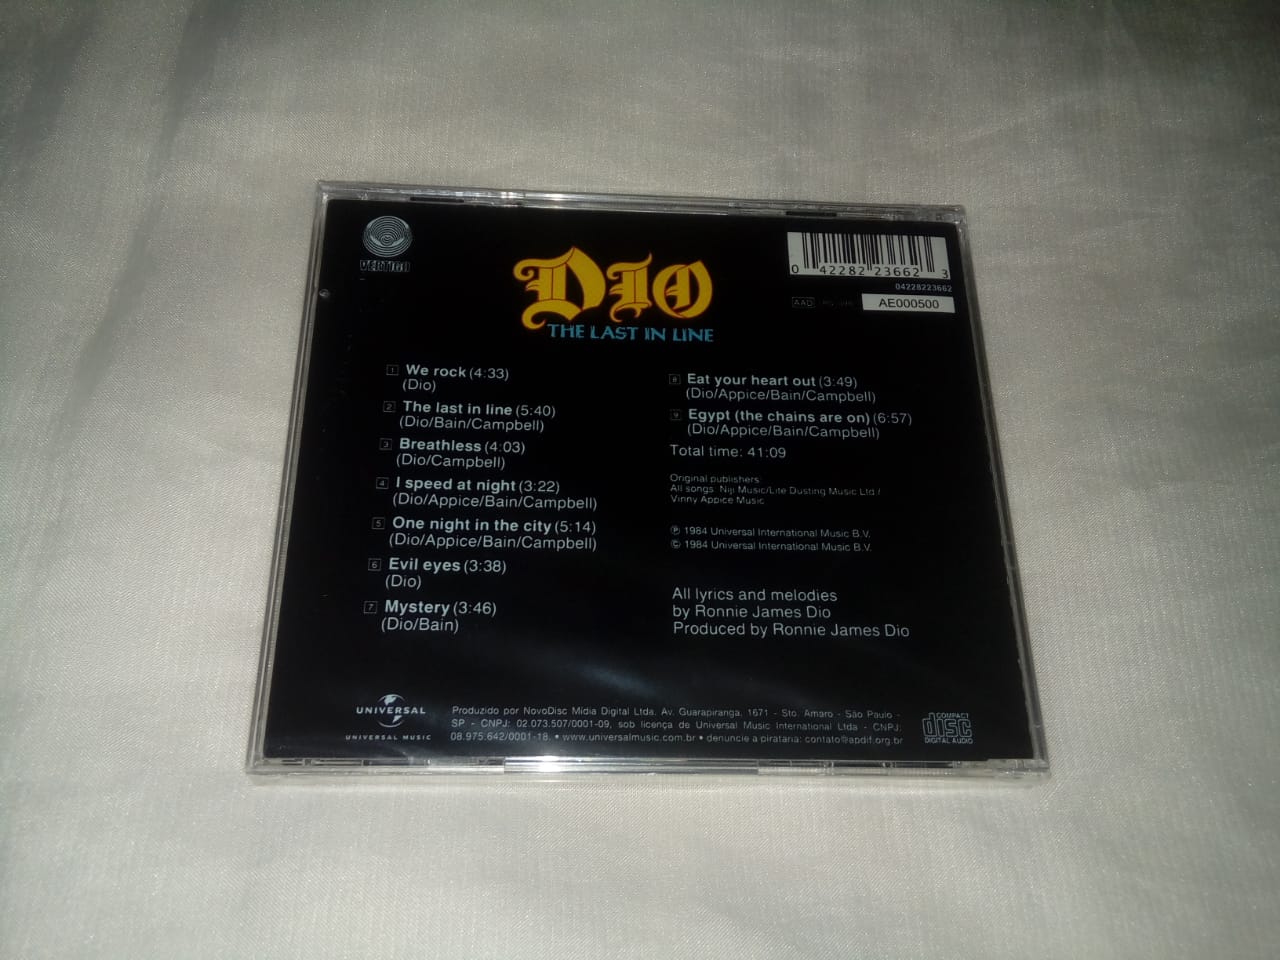 VERTIGO
DIO
THE LAST IN LINE
0 42282 23662 3
04228223662
AAD
AE000500
1 We rock (4:33)
(Dio)
2 The last in line (5:40)
(Dio/Bain/Campbell)
3 Breathless (4:03)
(Dio/Campbell)
4 I speed at night (3:22)
(Dio/Appice/Bain/Campbell)
5 One night in the city (5:14)
(Dio/Appice/Bain/Campbell)
6 Evil eyes (3:38)
(Dio)
7 Mystery (3:46)
(Dio/Bain)
8 Eat your heart out (3:49)
(Dio/Appice/Bain/Campbell)
9 Egypt (the chains are on) (6:57)
(Dio/Appice/Bain/Campbell)
Total time: 41:09
Original publishers:
All songs: Niji Music/Lite Dusting Music Ltd /
Vinny Appice Music
℗ 1984 Universal International Music B.V.
© 1984 Universal International Music B.V.
All lyrics and melodies
by Ronnie James Dio
Produced by Ronnie James Dio
UNIVERSAL
UNIVERSAL MUSIC
Produzido por NovoDisc Mídia Digital Ltda. Av. Guarapiranga, 1671 - Sto. Amaro - São Paulo -
SP - CNPJ: 02.073.507/0001-09, sob licença de Universal Music International Ltda - CNPJ:
08.975.642/0001-18. • www.universalmusic.com.br • denuncie a pirataria: contato@apdif.org.br
COMPACT
disc
DIGITAL AUDIO